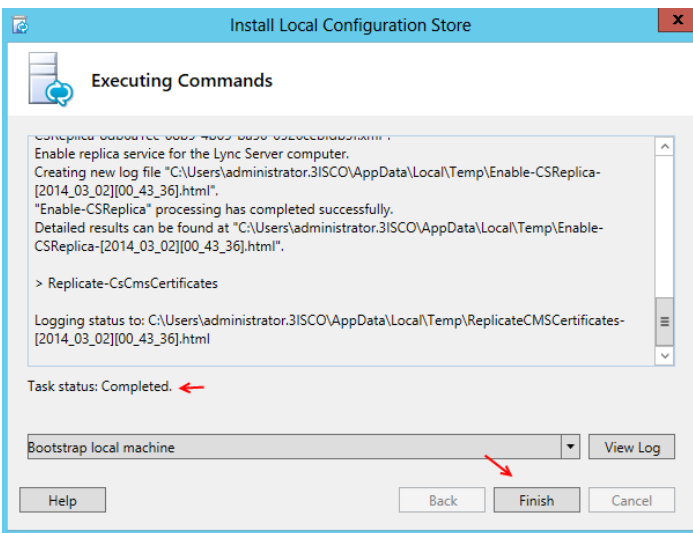 Install Local Configuration Store
x
Executing Commands
Enable replica service for the Lync Server computer.
Creating new log file "C:\Users\administrator.3ISCO\AppData\Local\Temp\Enable-CSReplica-
[2014_03_02][00_43_36].html".
"Enable-CSReplica" processing has completed successfully.
Detailed results can be found at "C:\Users\administrator.3ISCO\AppData\Local\Temp\Enable-
CSReplica-[2014_03_02][00_43_36].html".
> Replicate-CsCmsCertificates
Logging status to: C:\Users\administrator.3ISCO\AppData\Local\Temp\ReplicateCMSCertificates-
[2014_03_02][00_43_36].html
Task status: Completed.
Bootstrap local machine
View Log
Help
Back
Finish
Cancel